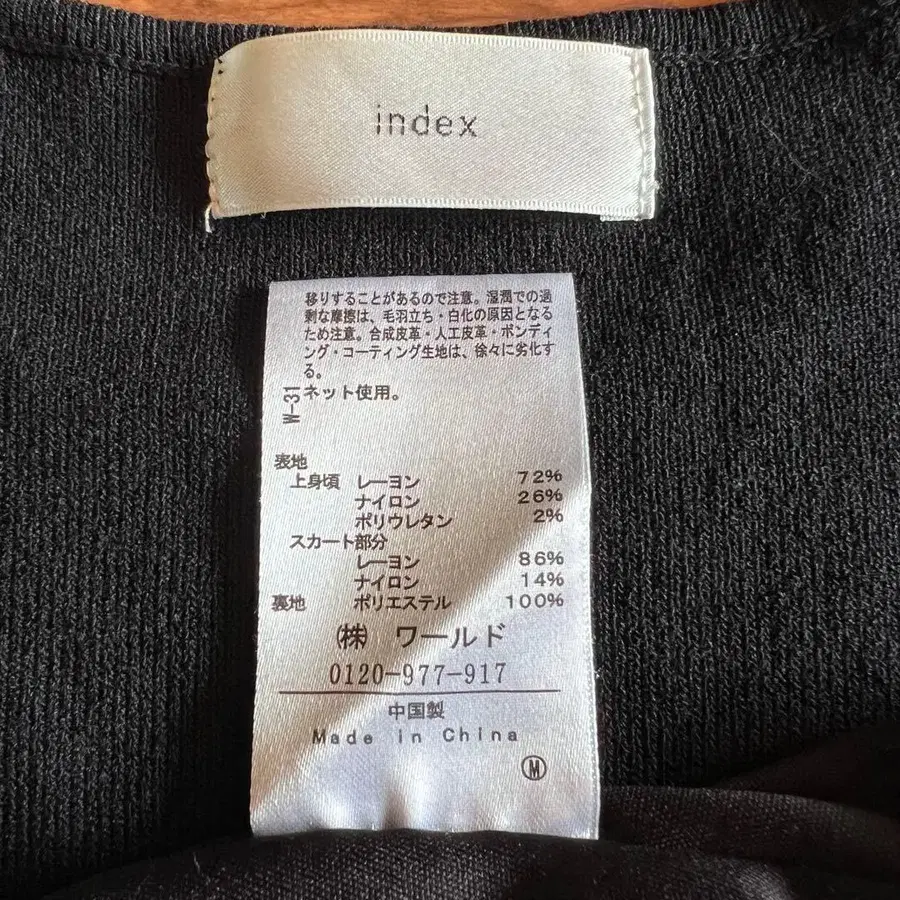 index
移りすることがあるので注意。湿潤での過
剰な摩擦は、毛羽立ち・白化の原因となる
ため注意。合成皮革・人工皮革・ボンディ
ング・コーティング生地は、徐々に劣化す
る。
ネット使用。
W-31
表地
上身頃 レーヨン 72%
ナイロン 26%
ポリウレタン 2%
スカート部分
レーヨン 86%
ナイロン 14%
裏地 ポリエステル 100%
㈱ ワールド
0120-977-917
中国製
Made in China
Ⓜ